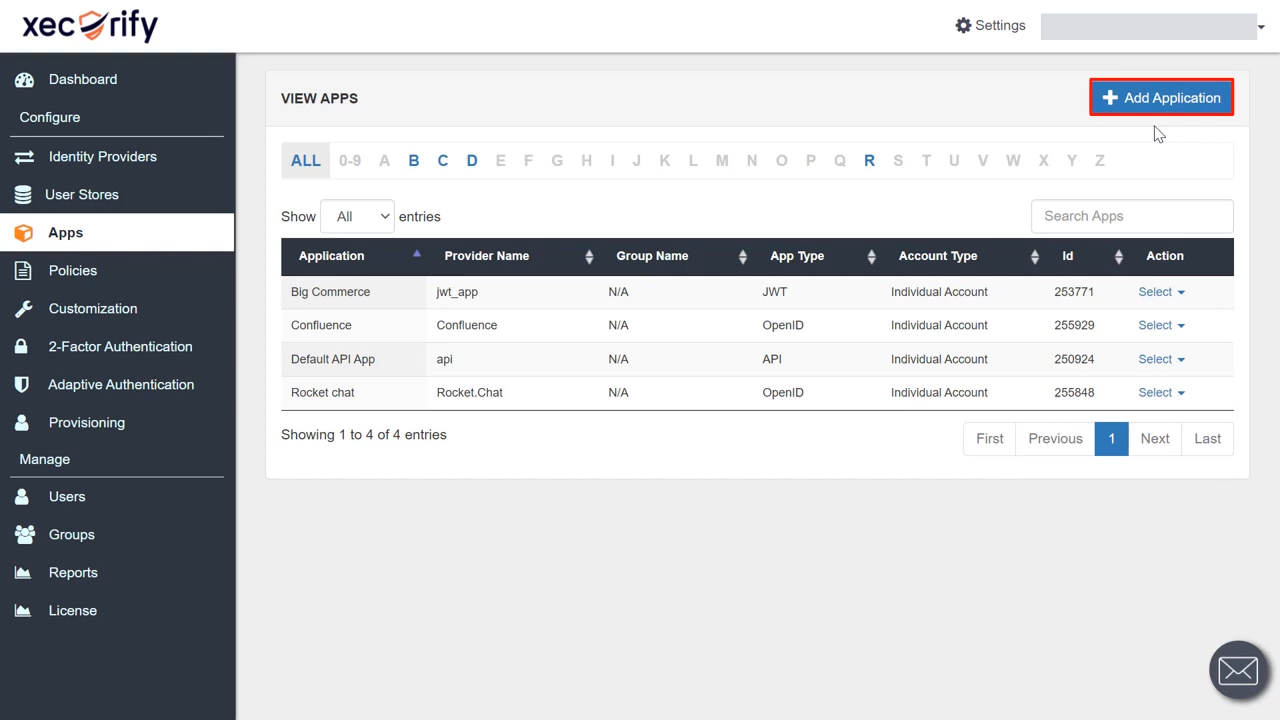 xecurify
Settings
Dashboard
Configure
Identity Providers
User Stores
Apps
Policies
Customization
2-Factor Authentication
Adaptive Authentication
Provisioning
Manage
Users
Groups
Reports
License
VIEW APPS
Add Application
ALL 0-9 A B C D E F G H I J K L M N O P Q R S T U V W X Y Z
Show All entries
Search Apps
Application Provider Name Group Name App Type Account Type Id Action
Big Commerce jwt_app N/A JWT Individual Account 253771 Select
Confluence Confluence N/A OpenID Individual Account 255929 Select
Default API App api N/A API Individual Account 250924 Select
Rocket chat Rocket.Chat N/A OpenID Individual Account 255848 Select
Showing 1 to 4 of 4 entries
First Previous 1 Next Last